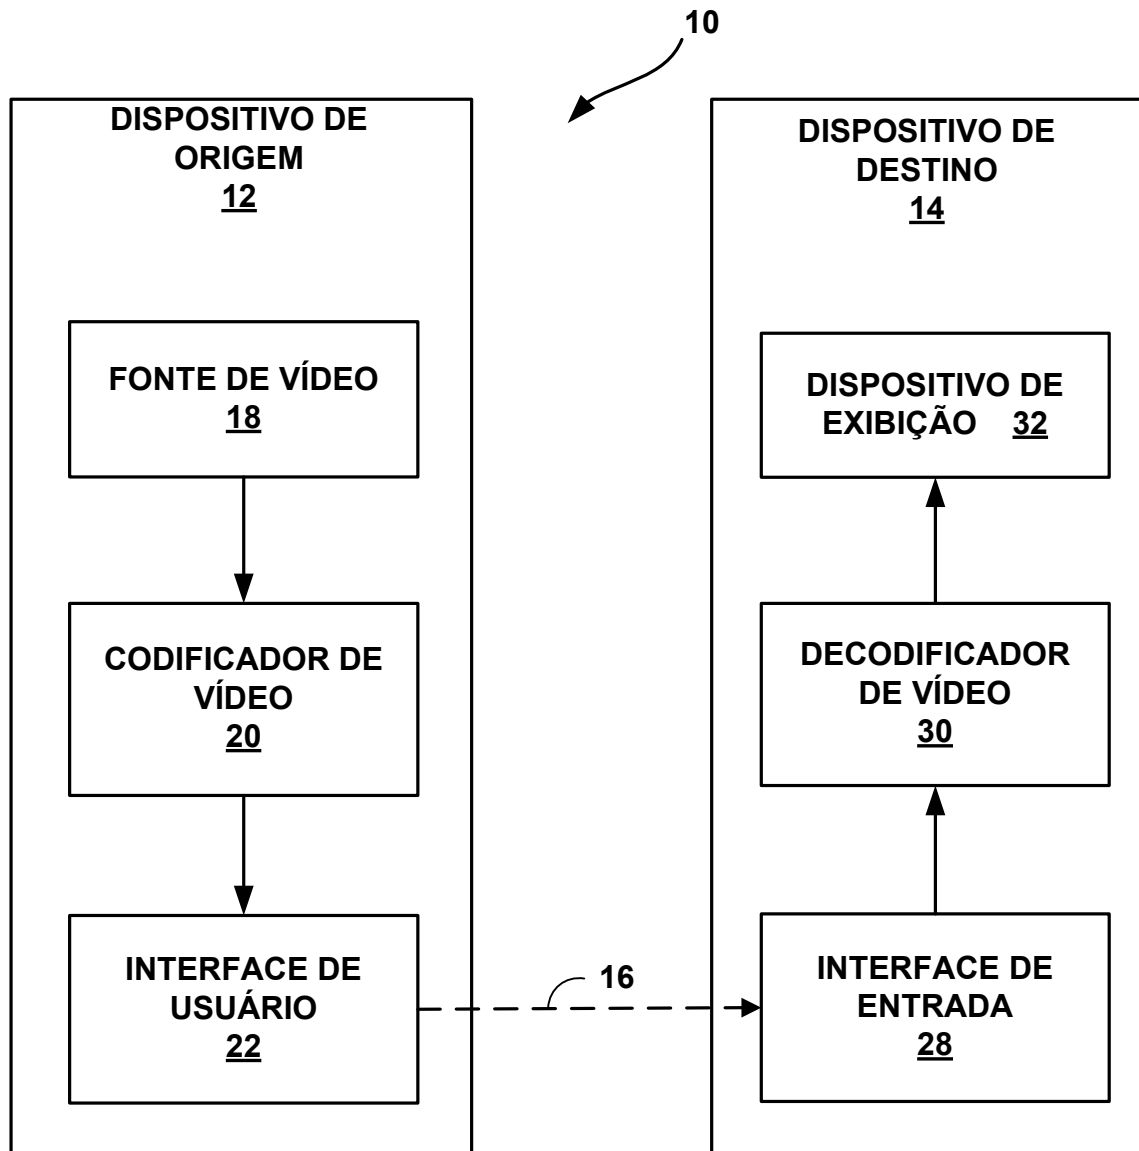 10
DISPOSITIVO DE
ORIGEM
12
FONTE DE VÍDEO
18
CODIFICADOR DE
VÍDEO
20
INTERFACE DE
USUÁRIO
22
16
DISPOSITIVO DE
DESTINO
14
DISPOSITIVO DE
EXIBIÇÃO 32
DECODIFICADOR
DE VÍDEO
30
INTERFACE DE
ENTRADA
28